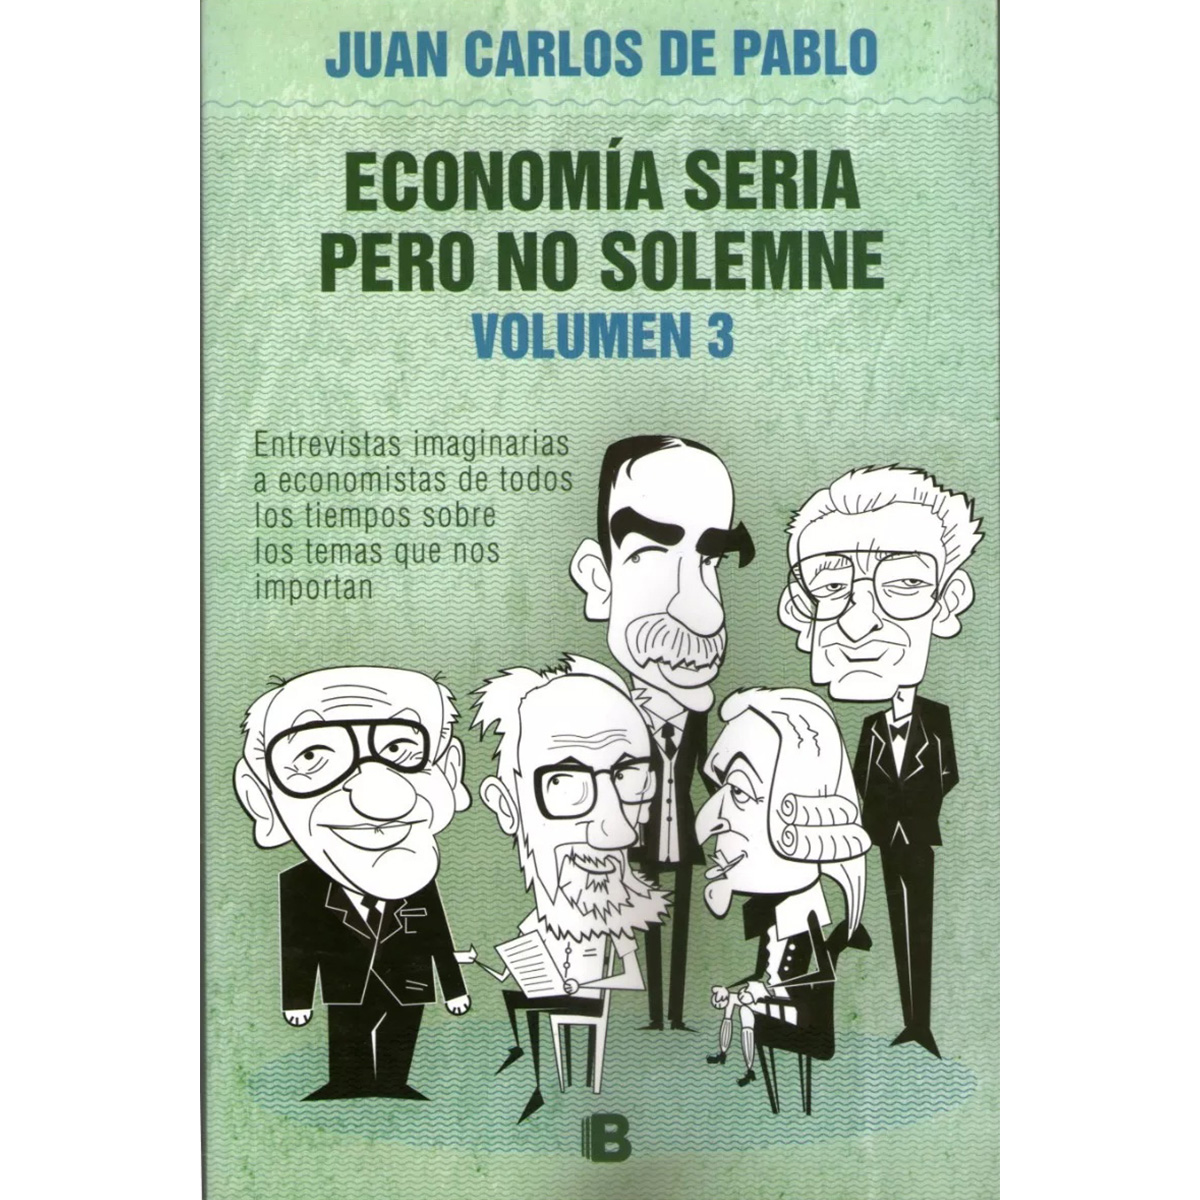 JUAN CARLOS DE PABLO
ECONOMÍA SERIA
PERO NO SOLEMNE
VOLUMEN 3
Entrevistas imaginarias
a economistas de todos
los tiempos sobre
los temas que nos
importan
B